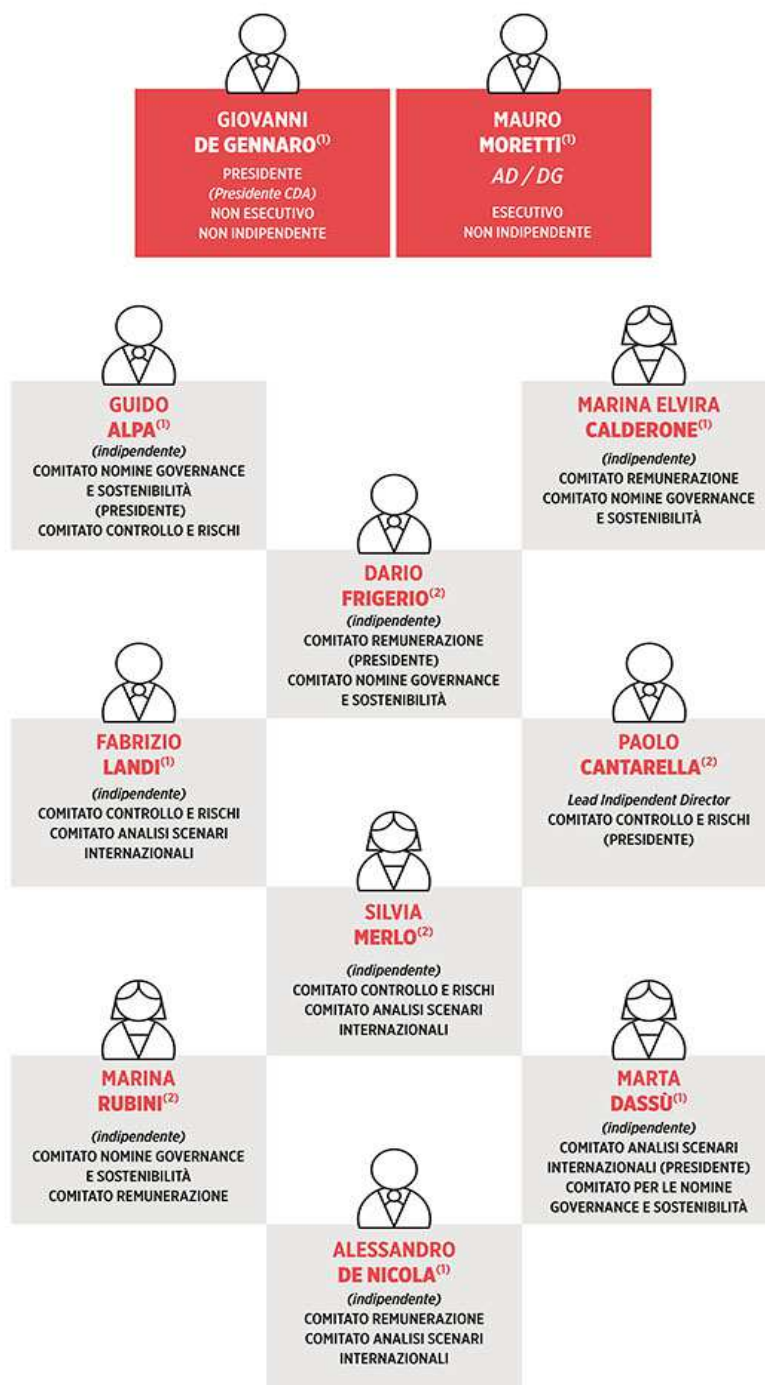 GIOVANNI
DE GENNARO(1)
PRESIDENTE
(Presidente CDA)
NON ESECUTIVO
NON INDIPENDENTE
MAURO
MORETTI(1)
AD / DG
ESECUTIVO
NON INDIPENDENTE
GUIDO
ALPA(1)
(indipendente)
COMITATO NOMINE GOVERNANCE
E SOSTENIBILITÀ
(PRESIDENTE)
COMITATO CONTROLLO E RISCHI
MARINA ELVIRA
CALDERONE(1)
(indipendente)
COMITATO REMUNERAZIONE
COMITATO NOMINE GOVERNANCE
E SOSTENIBILITÀ
DARIO
FRIGERIO(2)
(indipendente)
COMITATO REMUNERAZIONE
(PRESIDENTE)
COMITATO NOMINE GOVERNANCE
E SOSTENIBILITÀ
FABRIZIO
LANDI(1)
(indipendente)
COMITATO CONTROLLO E RISCHI
COMITATO ANALISI SCENARI
INTERNAZIONALI
PAOLO
CANTARELLA(2)
Lead Indipendent Director
COMITATO CONTROLLO E RISCHI
(PRESIDENTE)
SILVIA
MERLO(2)
(indipendente)
COMITATO CONTROLLO E RISCHI
COMITATO ANALISI SCENARI
INTERNAZIONALI
MARINA
RUBINI(2)
(indipendente)
COMITATO NOMINE GOVERNANCE
E SOSTENIBILITÀ
COMITATO REMUNERAZIONE
MARTA
DASSÙ(1)
(indipendente)
COMITATO ANALISI SCENARI
INTERNAZIONALI (PRESIDENTE)
COMITATO PER LE NOMINE
GOVERNANCE E SOSTENIBILITÀ
ALESSANDRO
DE NICOLA(1)
(indipendente)
COMITATO REMUNERAZIONE
COMITATO ANALISI SCENARI
INTERNAZIONALI